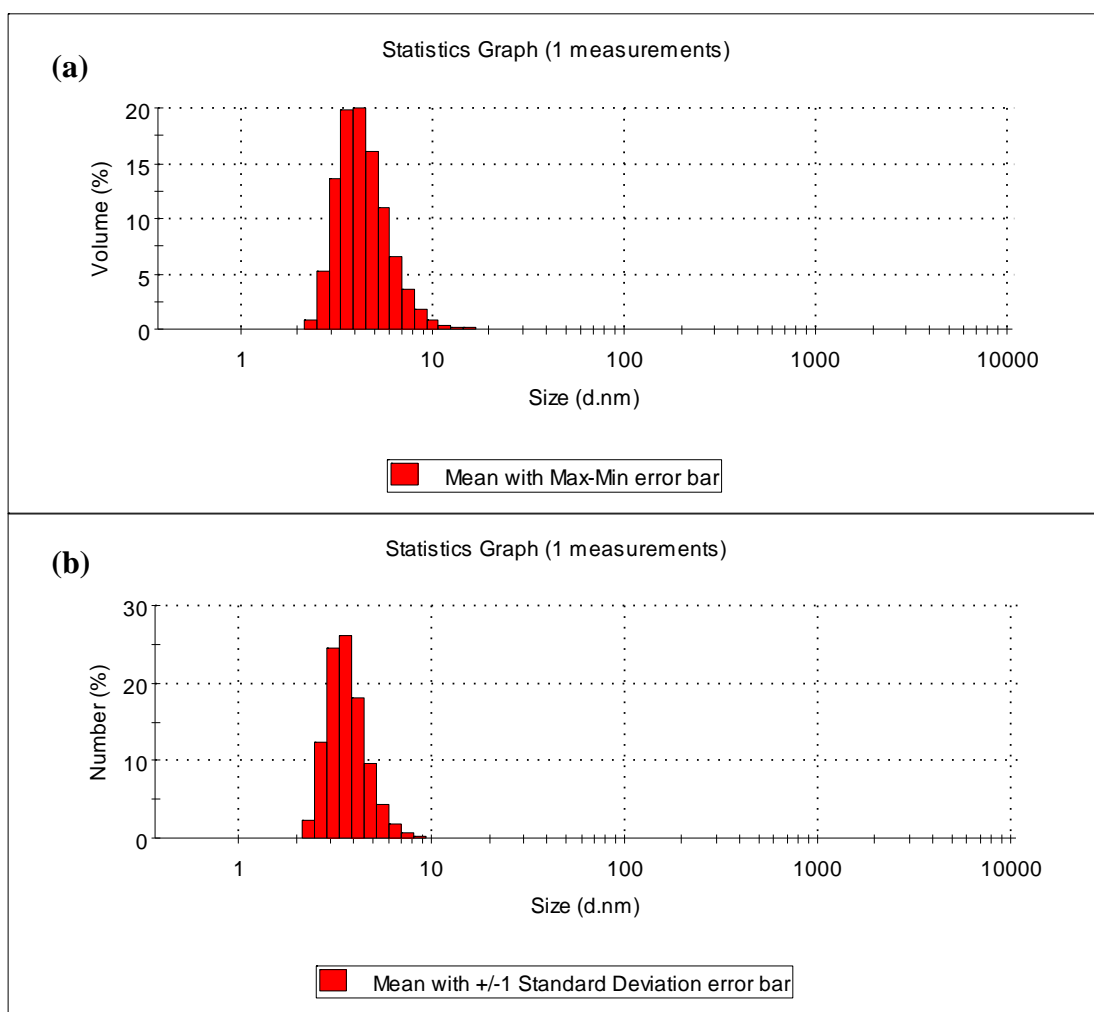 (a)
Statistics Graph (1 measurements)
Volume (%)
20
15
10
5
0
1 10 100 1000 10000
Size (d.nm)
Mean with Max-Min error bar
(b)
Statistics Graph (1 measurements)
Number (%)
30
20
10
0
1 10 100 1000 10000
Size (d.nm)
Mean with +/-1 Standard Deviation error bar